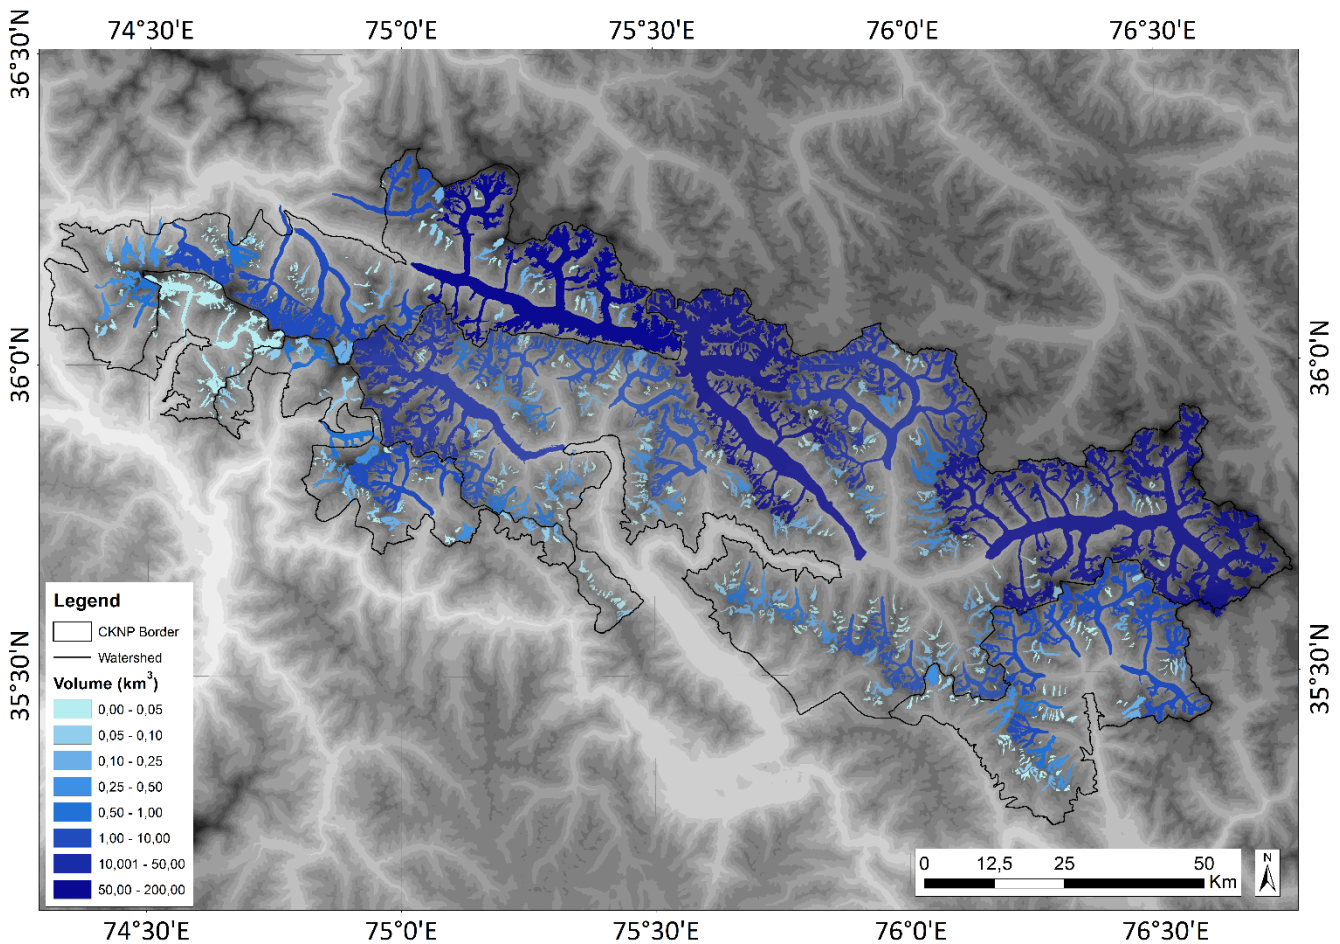 74°30'E 75°0'E 75°30'E 76°0'E 76°30'E
36°30'N
36°0'N
36°0'N
35°30'N
35°30'N
Legend
CKNP Border
Watershed
Volume (km³)
0,00 - 0,05
0,05 - 0,10
0,10 - 0,25
0,25 - 0,50
0,50 - 1,00
1,00 - 10,00
10,001 - 50,00
50,00 - 200,00
0 12,5 25 50
Km
N
74°30'E 75°0'E 75°30'E 76°0'E 76°30'E